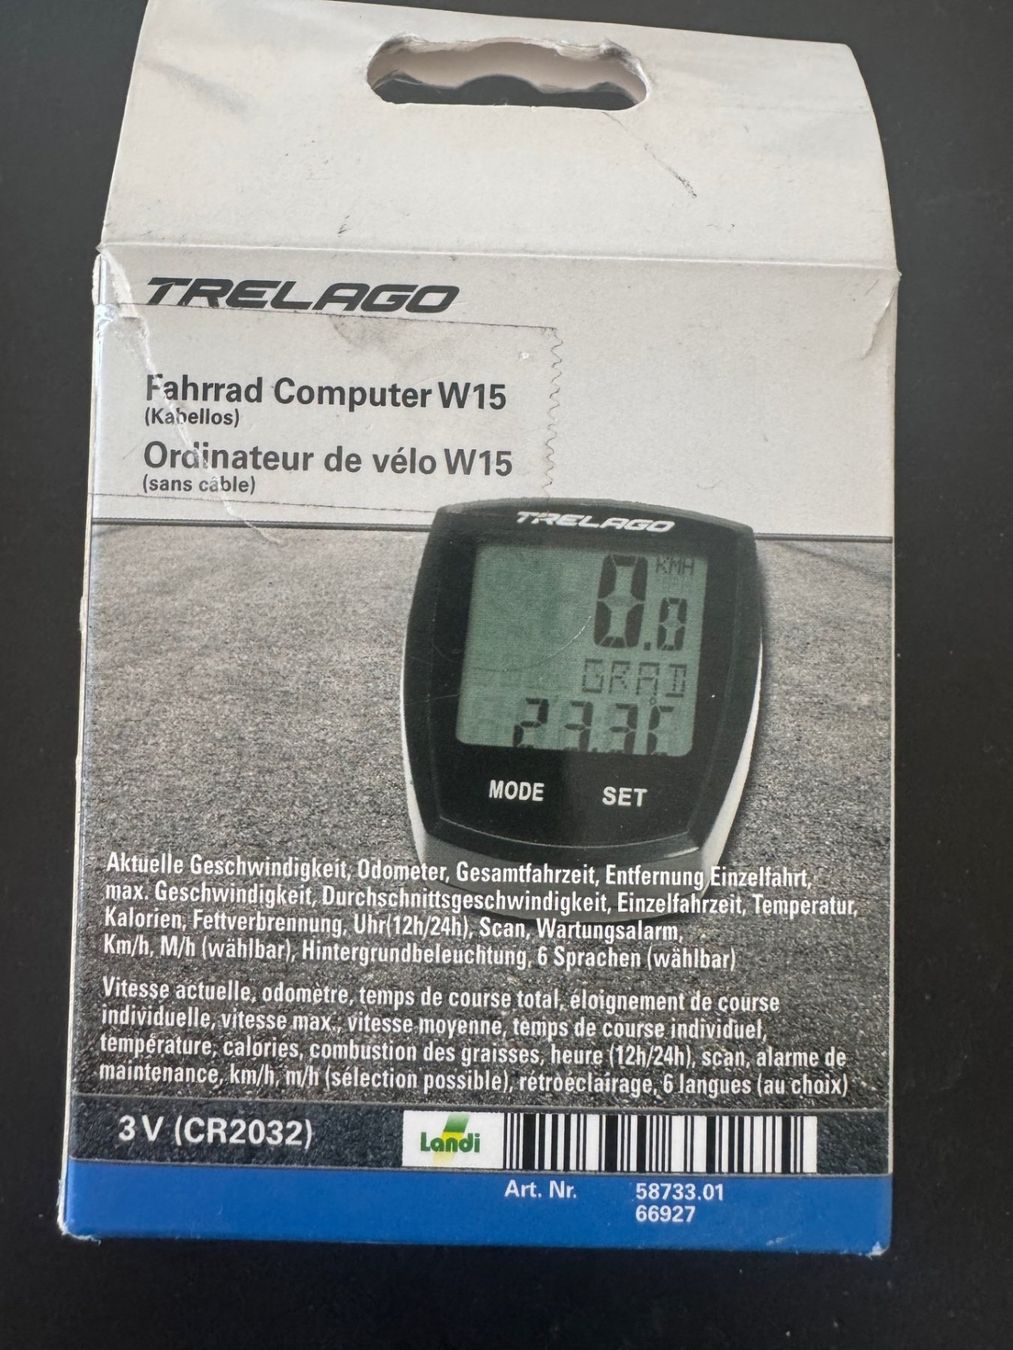 TRELAGO
Fahrrad Computer W15
(Kabellos)
Ordinateur de vélo W15
(sans câble)
TRELAGO
KMH
0.0
GRAD
23.3°C
MODE SET
Aktuelle Geschwindigkeit, Odometer, Gesamtfahrzeit, Entfernung Einzelfahrt,
max. Geschwindigkeit, Durchschnittsgeschwindigkeit, Einzelfahrzeit, Temperatur,
Kalorien, Fettverbrennung, Uhr(12h/24h), Scan, Wartungsalarm,
Km/h, M/h (wählbar), Hintergrundbeleuchtung, 6 Sprachen (wählbar)
Vitesse actuelle, odomètre, temps de course total, éloignement de course
individuelle, vitesse max., vitesse moyenne, temps de course individuel,
température, calories, combustion des graisses, heure (12h/24h), scan, alarme de
maintenance, km/h, m/h (sélection possible), rétroéclairage, 6 langues (au choix)
3 V (CR2032)
Landi
Art. Nr. 58733.01
66927